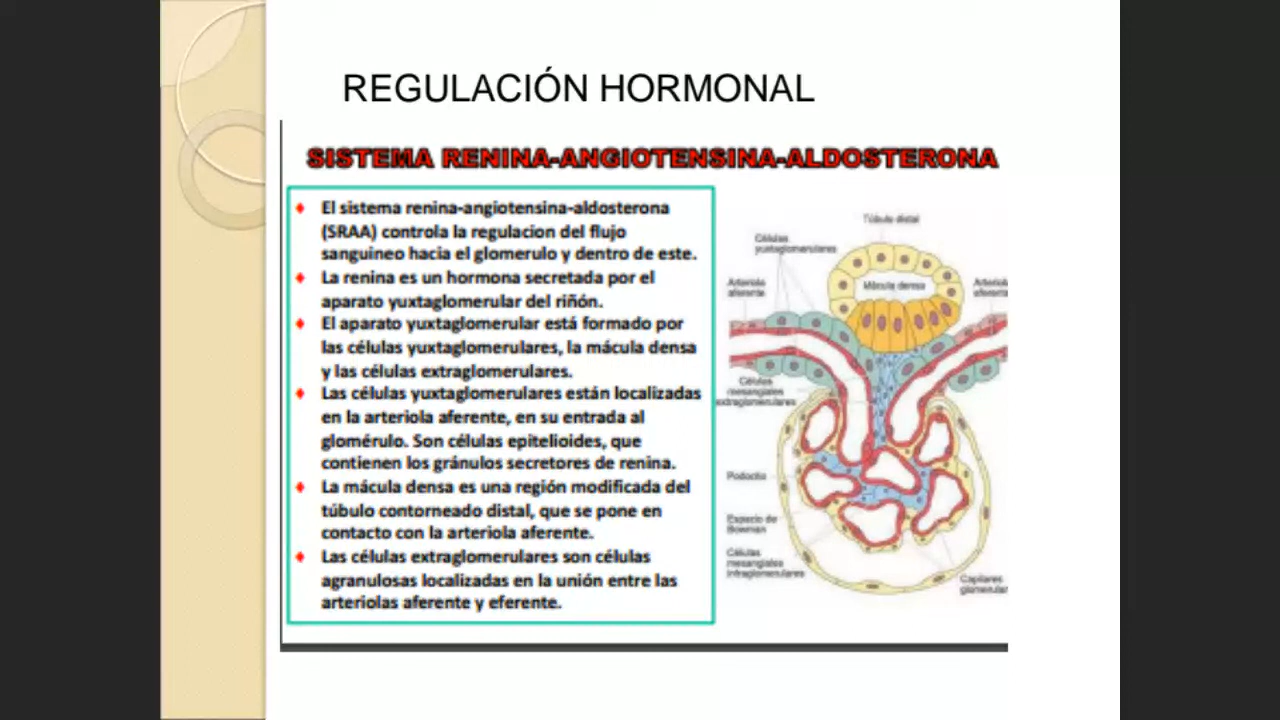 REGULACIÓN HORMONAL
SISTEMA RENINA-ANGIOTENSINA-ALDOSTERONA
♦ El sistema renina-angiotensina-aldosterona
(SRAA) controla la regulacion del flujo
sanguineo hacia el glomerulo y dentro de este.
♦ La renina es un hormona secretada por el
aparato yuxtaglomerular del riñón.
♦ El aparato yuxtaglomerular está formado por
las células yuxtaglomerulares, la mácula densa
y las células extraglomerulares.
♦ Las células yuxtaglomerulares están localizadas
en la arteriola aferente, en su entrada al
glomérulo. Son células epitelioides, que
contienen los gránulos secretores de renina.
♦ La mácula densa es una región modificada del
túbulo contorneado distal, que se pone en
contacto con la arteriola aferente.
♦ Las células extraglomerulares son células
agranulosas localizadas en la unión entre las
arteriolas aferente y eferente.
Túbulo distal
Células
yuxtaglomerulares
Arteriola
aferente
Mácula densa
Células
mesangiales
extraglomerulares
Podocito
Espacio de
Bowman
Células
mesangiales
intraglomerulares
Capilares